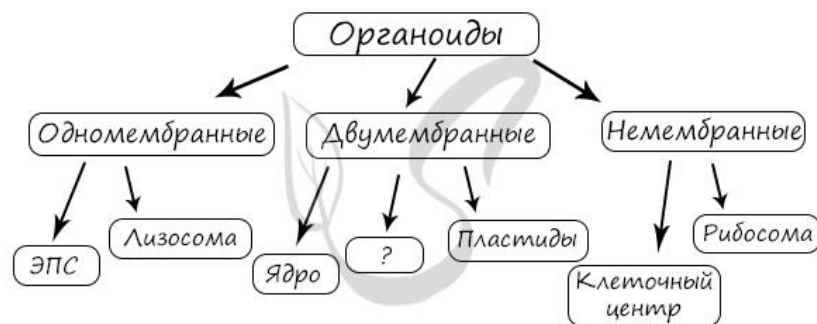 Органоиды
Одномембранные
Двумембранные
Немембранные
ЭПС
Лизосома
Ядро
?
Пластиды
Клеточный
центр
Рибосома